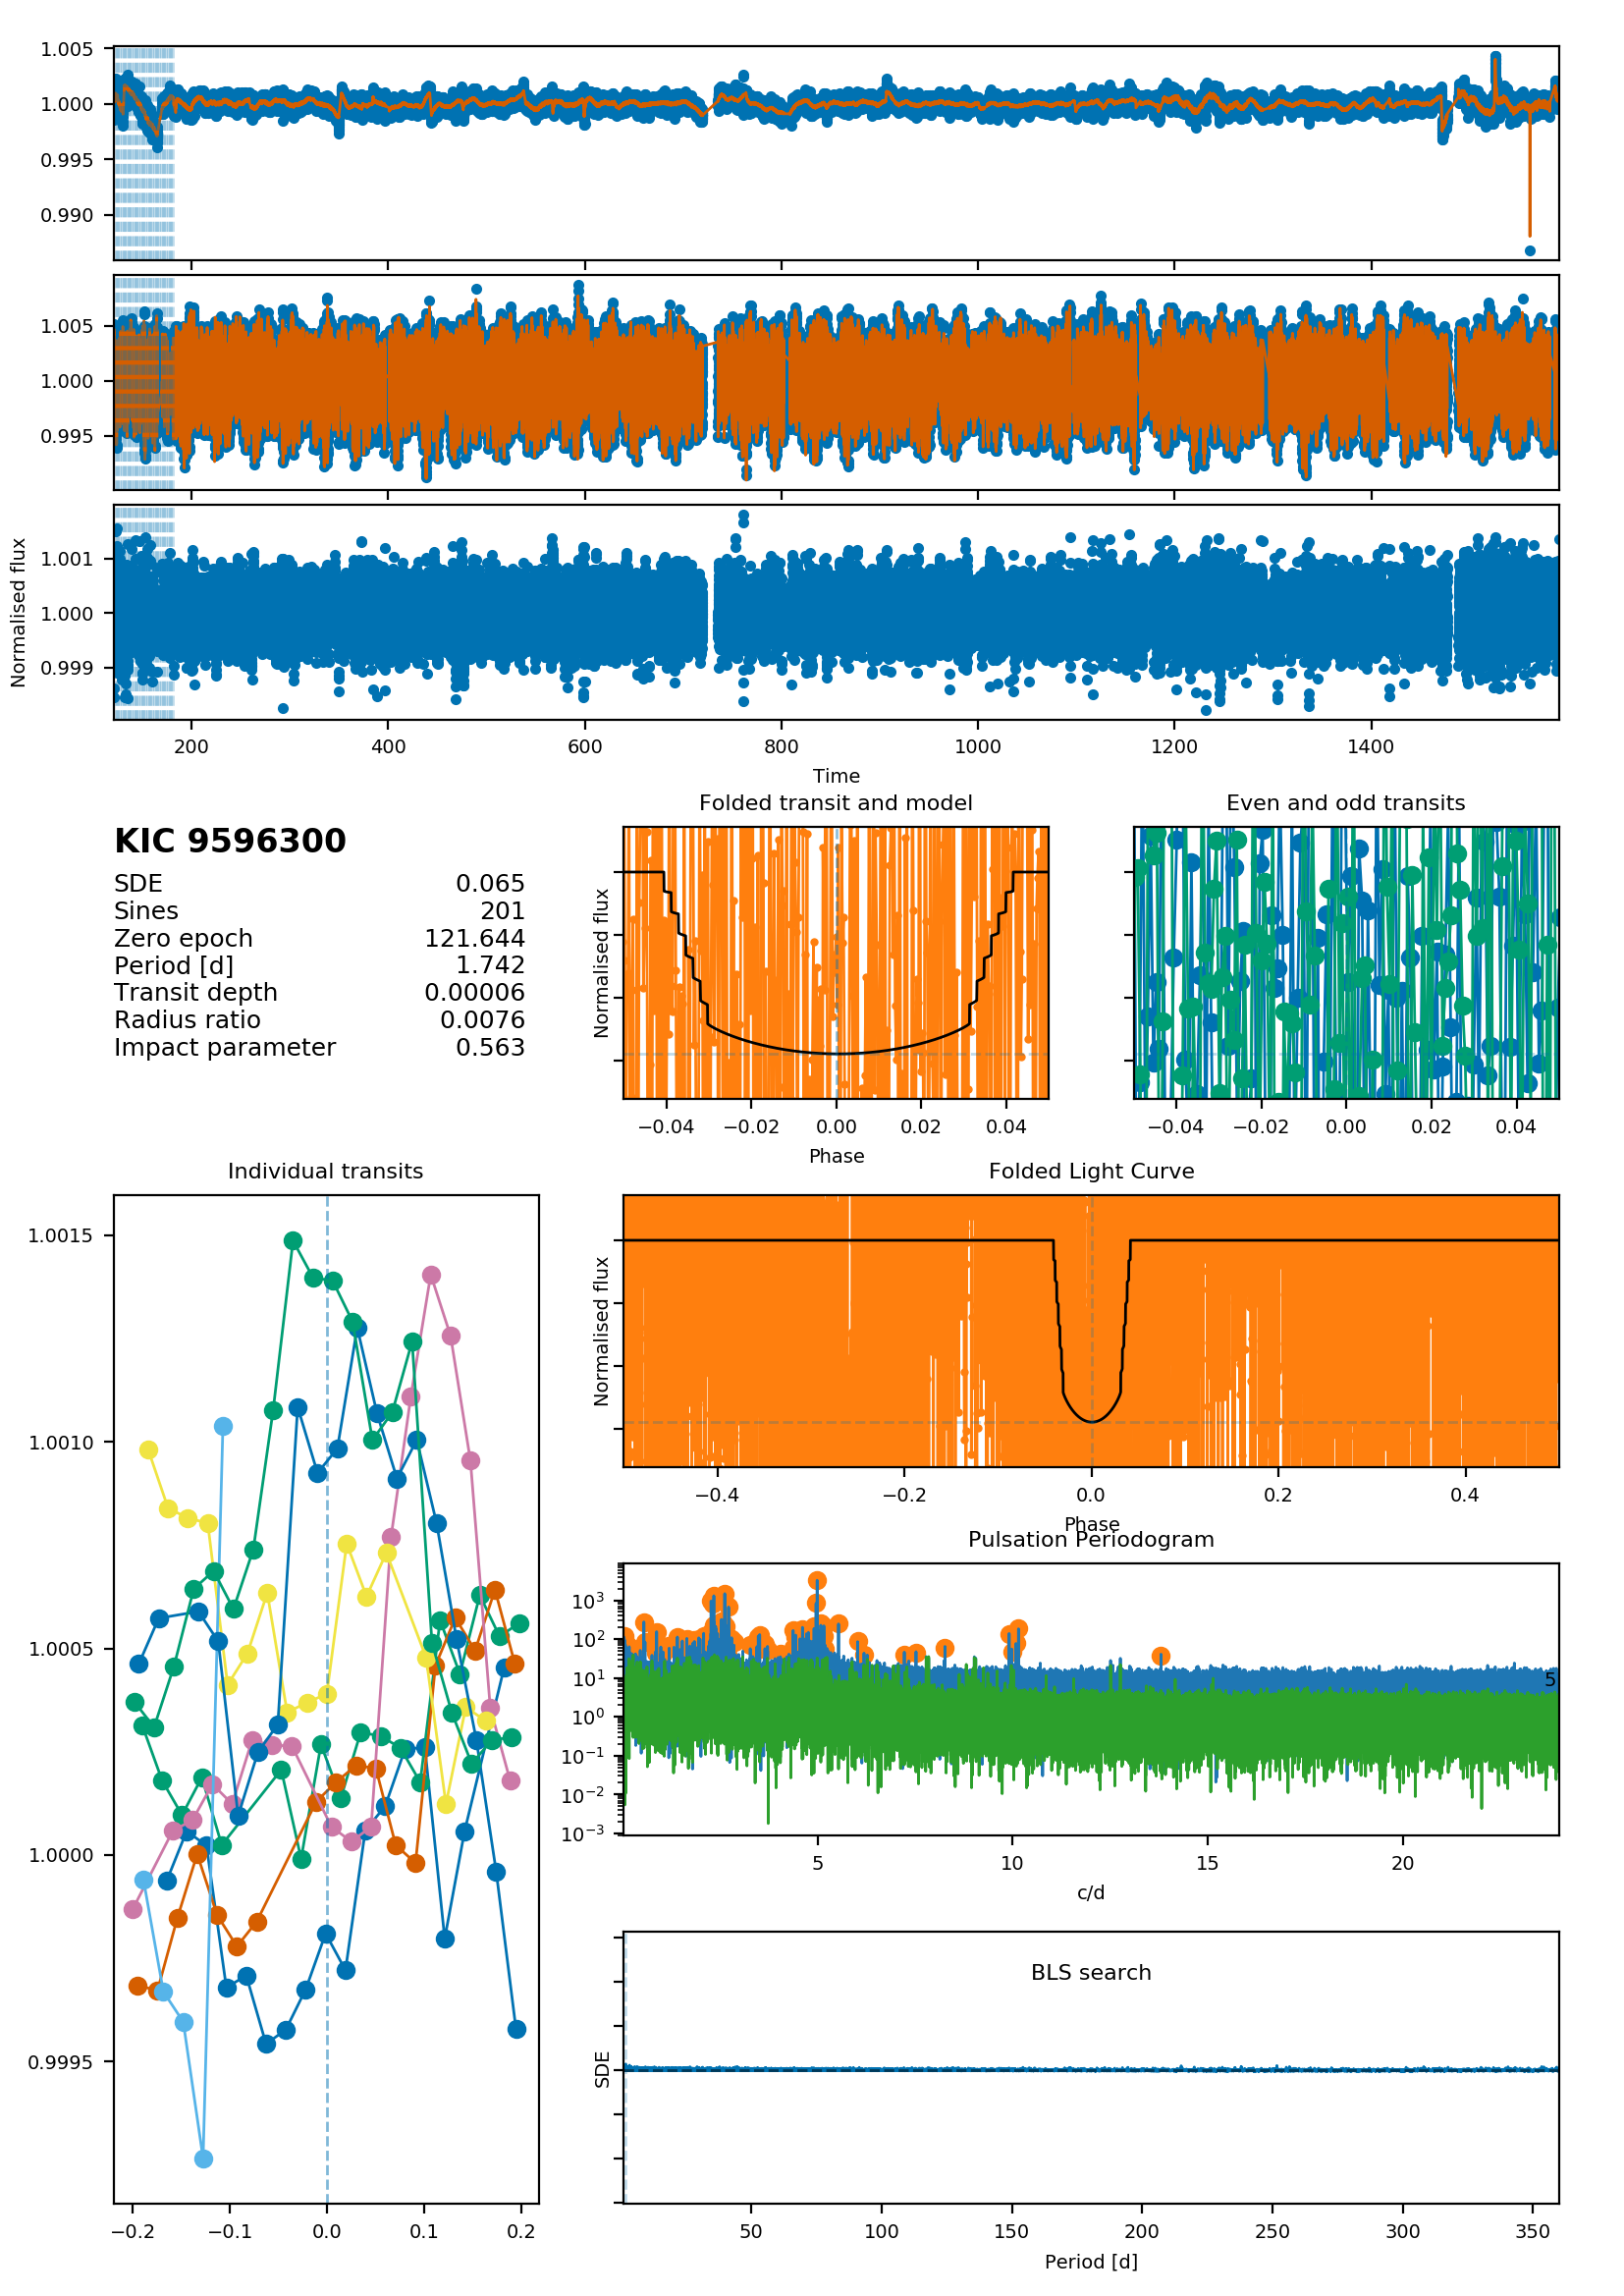 1.005
1.000
0.995
0.990
1.005
1.000
0.995
1.001
1.000
0.999
Normalised flux
200 400 600 800 1000 1200 1400
Time
KIC 9596300
SDE 0.065
Sines 201
Zero epoch 121.644
Period [d] 1.742
Transit depth 0.00006
Radius ratio 0.0076
Impact parameter 0.563
Folded transit and model
Normalised flux
−0.04 −0.02 0.00 0.02 0.04
Phase
Even and odd transits
−0.04 −0.02 0.00 0.02 0.04
Individual transits
1.0015
1.0010
1.0005
1.0000
0.9995
−0.2 −0.1 0.0 0.1 0.2
Folded Light Curve
Normalised flux
−0.4 −0.2 0.0 0.2 0.4
Phase
Pulsation Periodogram
10³
10²
10¹
10⁰
10⁻¹
10⁻²
10⁻³
5
5 10 15 20
c/d
BLS search
SDE
50 100 150 200 250 300 350
Period [d]